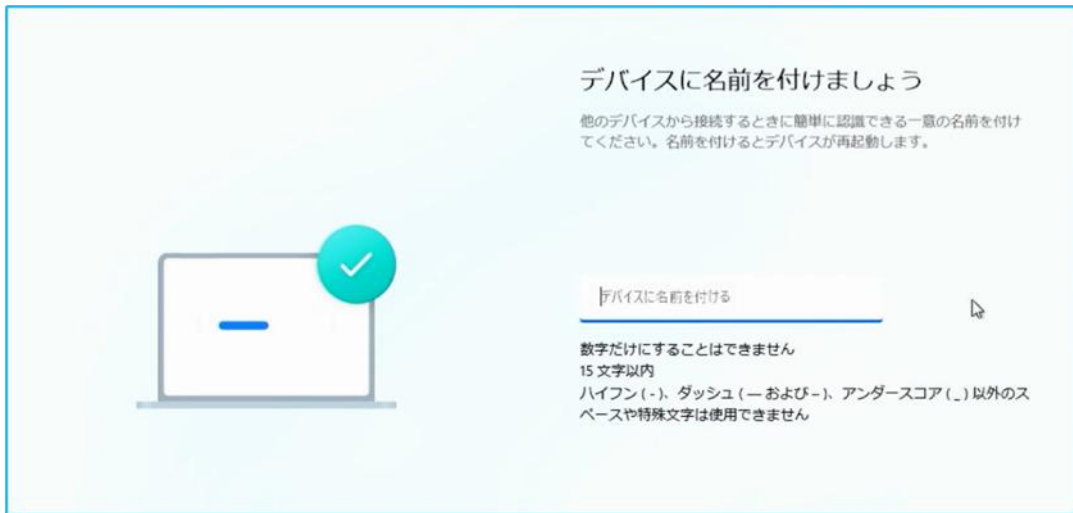 デバイスに名前を付けましょう
他のデバイスから接続するときに簡単に認識できる一意の名前を付け
てください。名前を付けるとデバイスが再起動します。
デバイスに名前を付ける
数字だけにすることはできません
15 文字以内
ハイフン ( - )、ダッシュ ( — および – )、アンダースコア ( _ ) 以外のス
ペースや特殊文字は使用できません